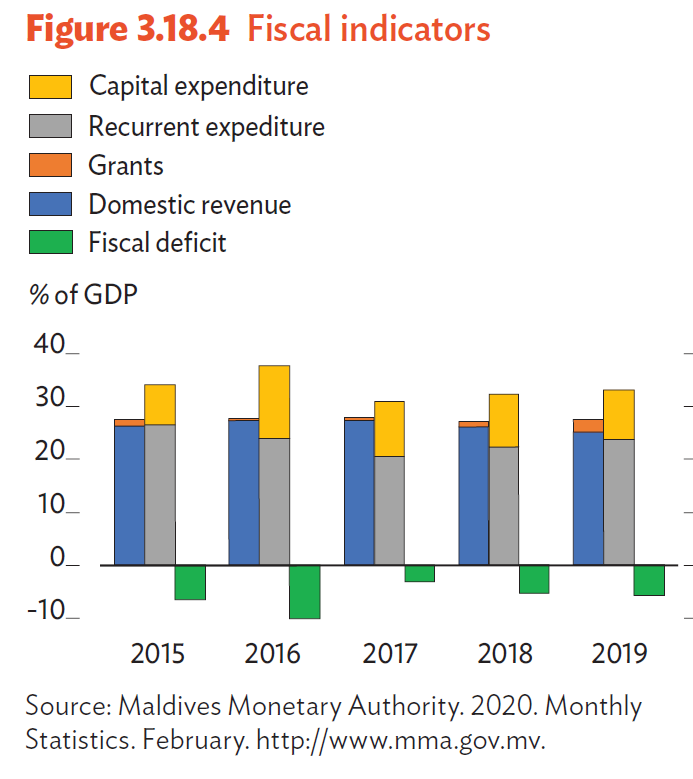 Figure 3.18.4 Fiscal indicators
Capital expenditure
Recurrent expediture
Grants
Domestic revenue
Fiscal deficit
% of GDP
40
30
20
10
0
-10
2015 2016 2017 2018 2019
Source: Maldives Monetary Authority. 2020. Monthly
Statistics. February. http://www.mma.gov.mv.